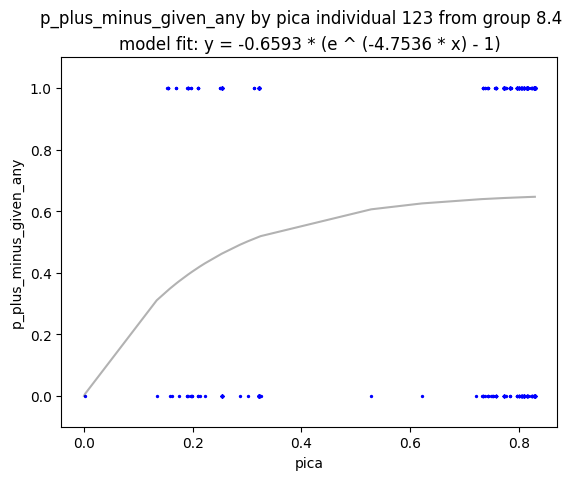 p_plus_minus_given_any by pica individual 123 from group 8.4
model fit: y = -0.6593 * (e ^ (-4.7536 * x) - 1)
1.0
0.8
0.6
0.4
0.2
0.0
p_plus_minus_given_any
0.0 0.2 0.4 0.6 0.8
pica